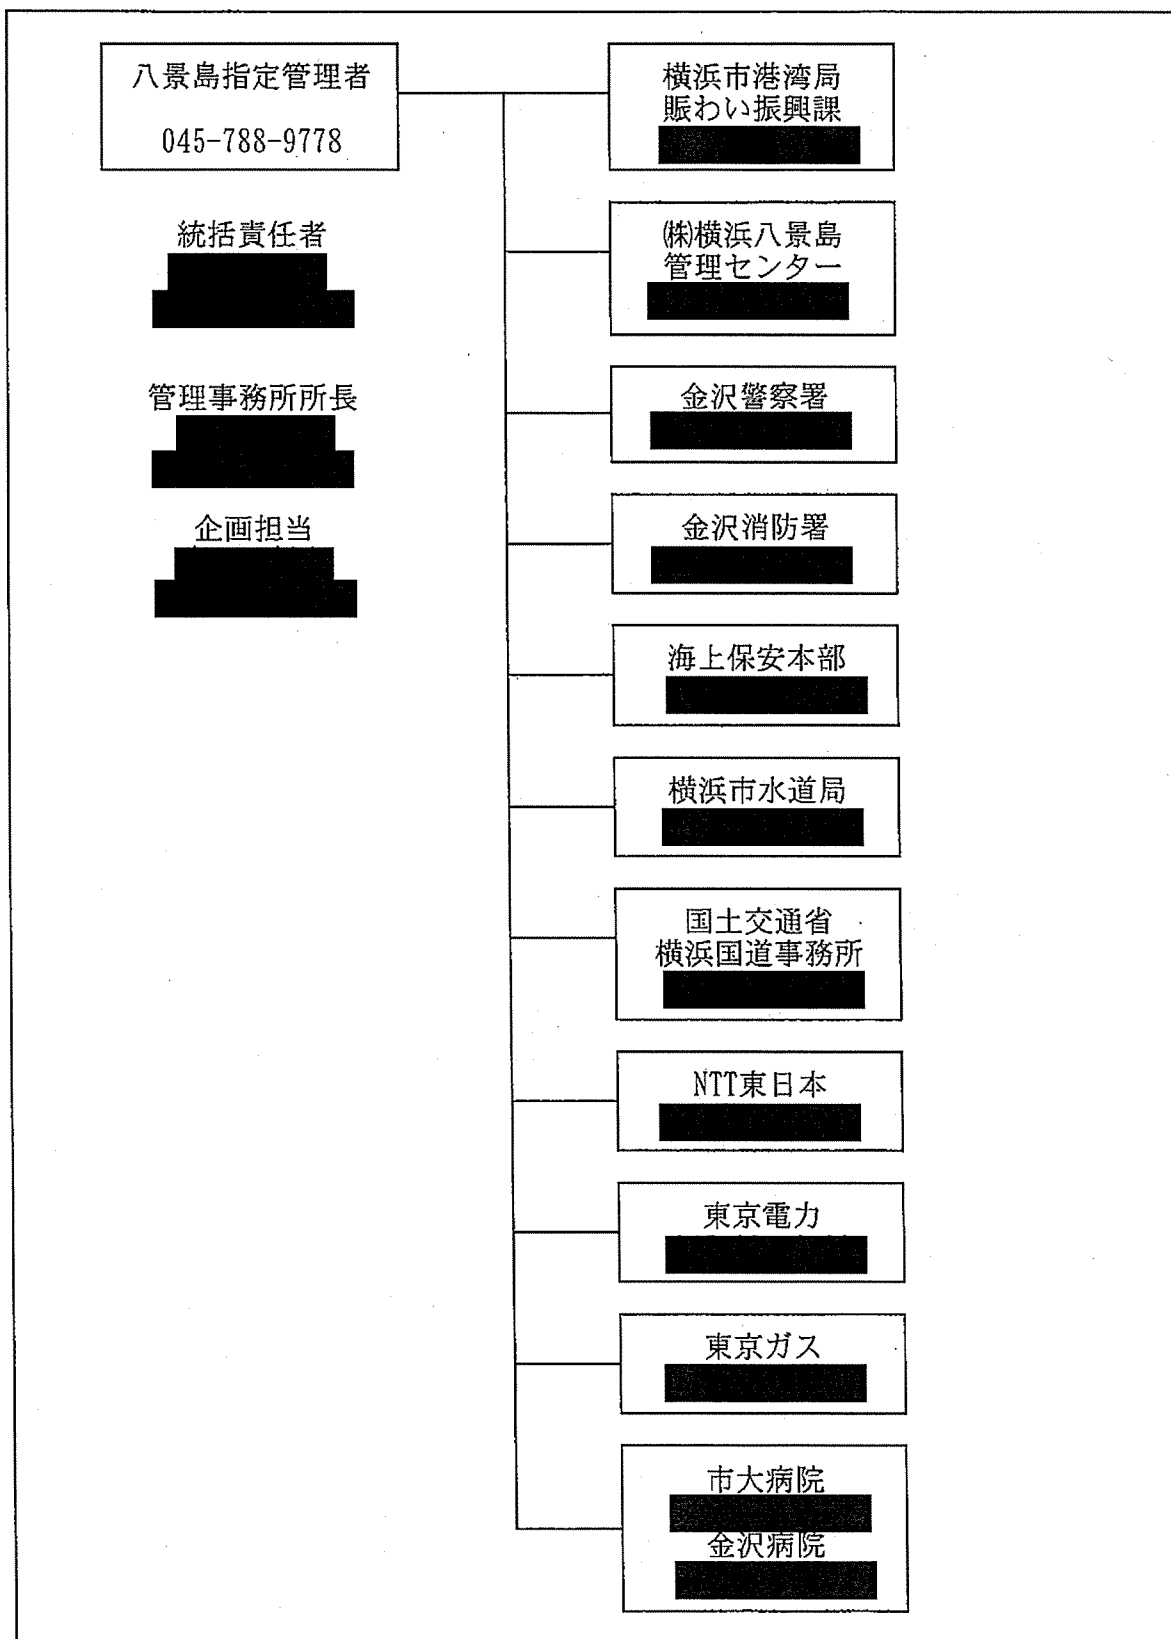 八景島指定管理者
045-788-9778
統括責任者
管理事務所所長
企画担当
横浜市港湾局
賑わい振興課
㈱横浜八景島
管理センター
金沢警察署
金沢消防署
海上保安本部
横浜市水道局
国土交通省
横浜国道事務所
NTT東日本
東京電力
東京ガス
市大病院
金沢病院